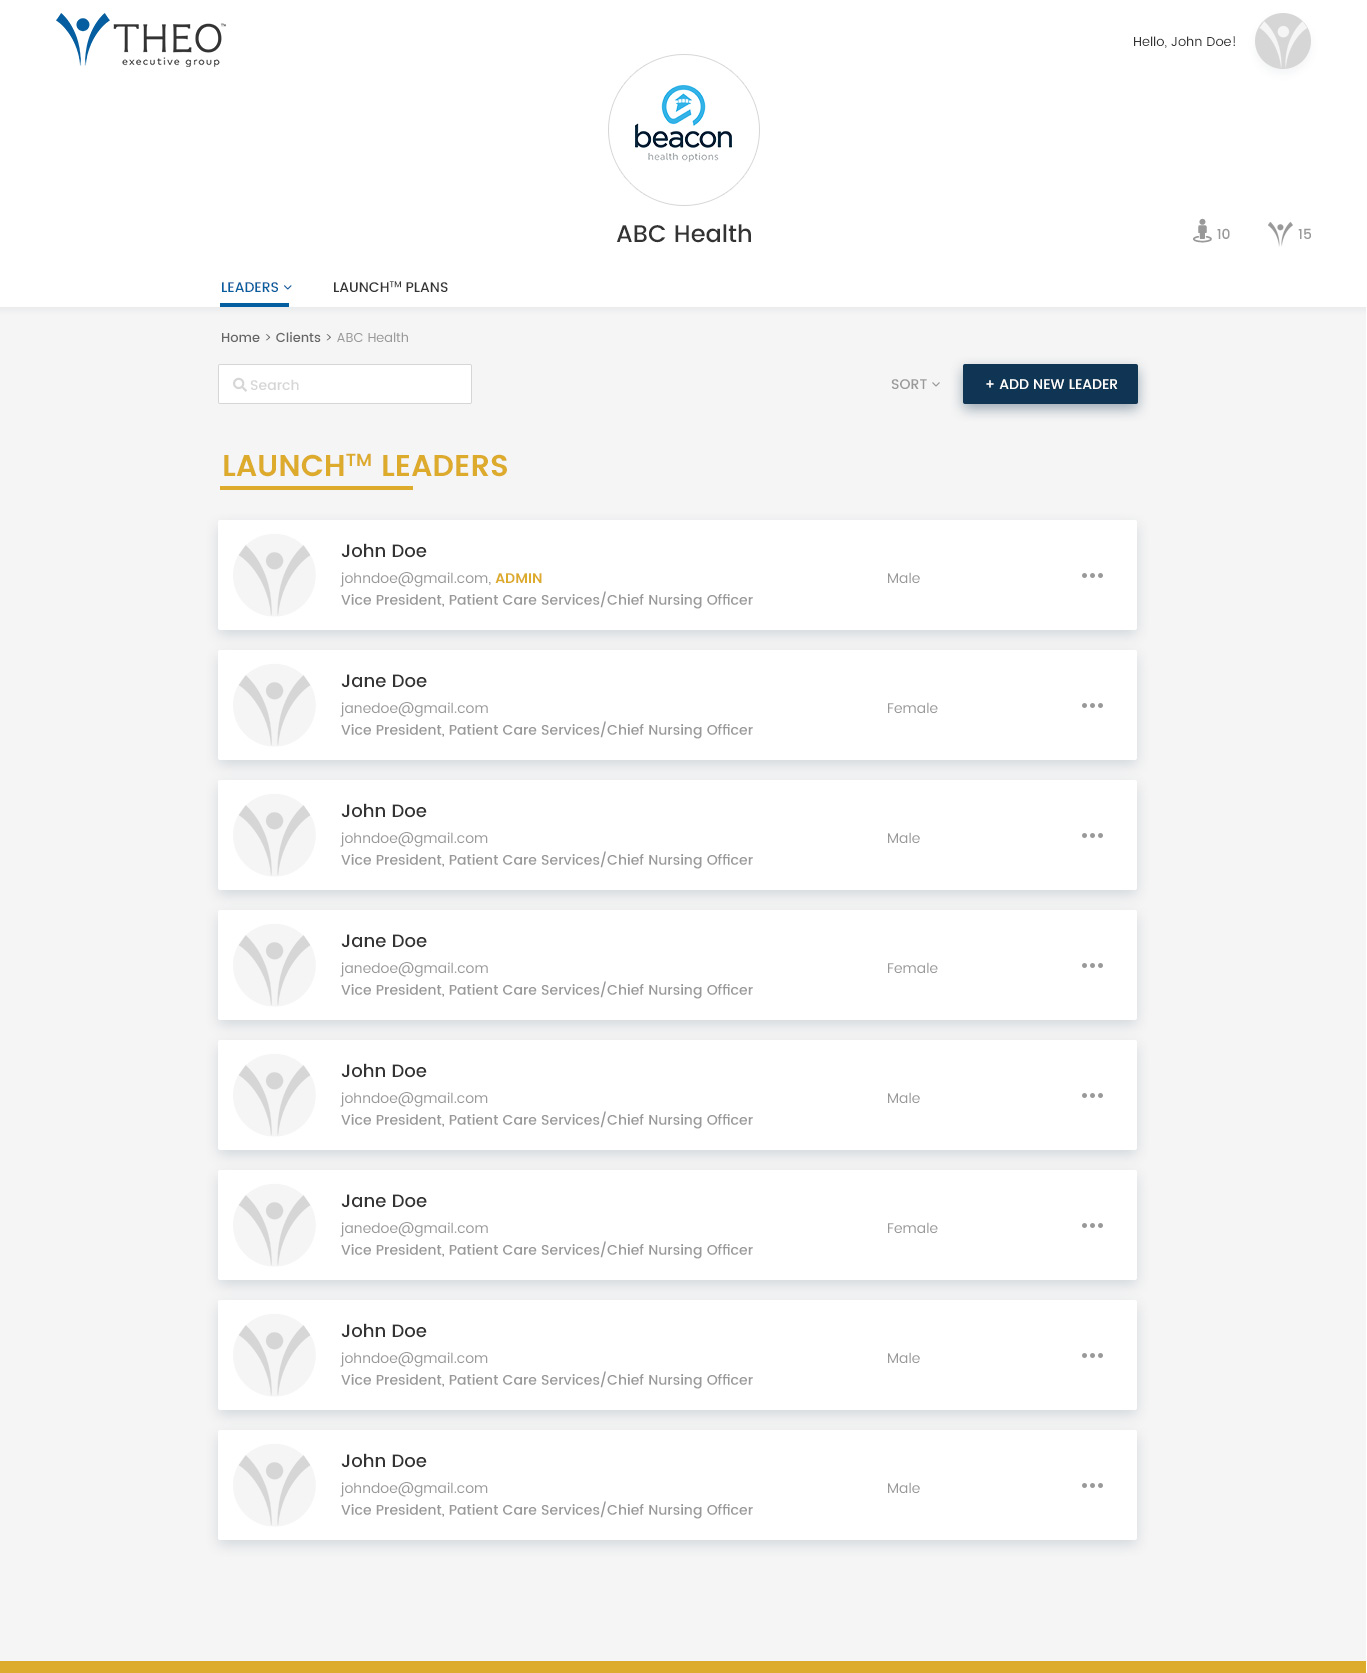 THEO™
executive group
Hello, John Doe!
beacon
health options
ABC Health
10
15
LEADERS
LAUNCH™ PLANS
Home > Clients > ABC Health
Search
SORT
+ ADD NEW LEADER
LAUNCH™ LEADERS
John Doe
johndoe@gmail.com, ADMIN
Male
Vice President, Patient Care Services/Chief Nursing Officer
Jane Doe
janedoe@gmail.com
Female
Vice President, Patient Care Services/Chief Nursing Officer
John Doe
johndoe@gmail.com
Male
Vice President, Patient Care Services/Chief Nursing Officer
Jane Doe
janedoe@gmail.com
Female
Vice President, Patient Care Services/Chief Nursing Officer
John Doe
johndoe@gmail.com
Male
Vice President, Patient Care Services/Chief Nursing Officer
Jane Doe
janedoe@gmail.com
Female
Vice President, Patient Care Services/Chief Nursing Officer
John Doe
johndoe@gmail.com
Male
Vice President, Patient Care Services/Chief Nursing Officer
John Doe
johndoe@gmail.com
Male
Vice President, Patient Care Services/Chief Nursing Officer